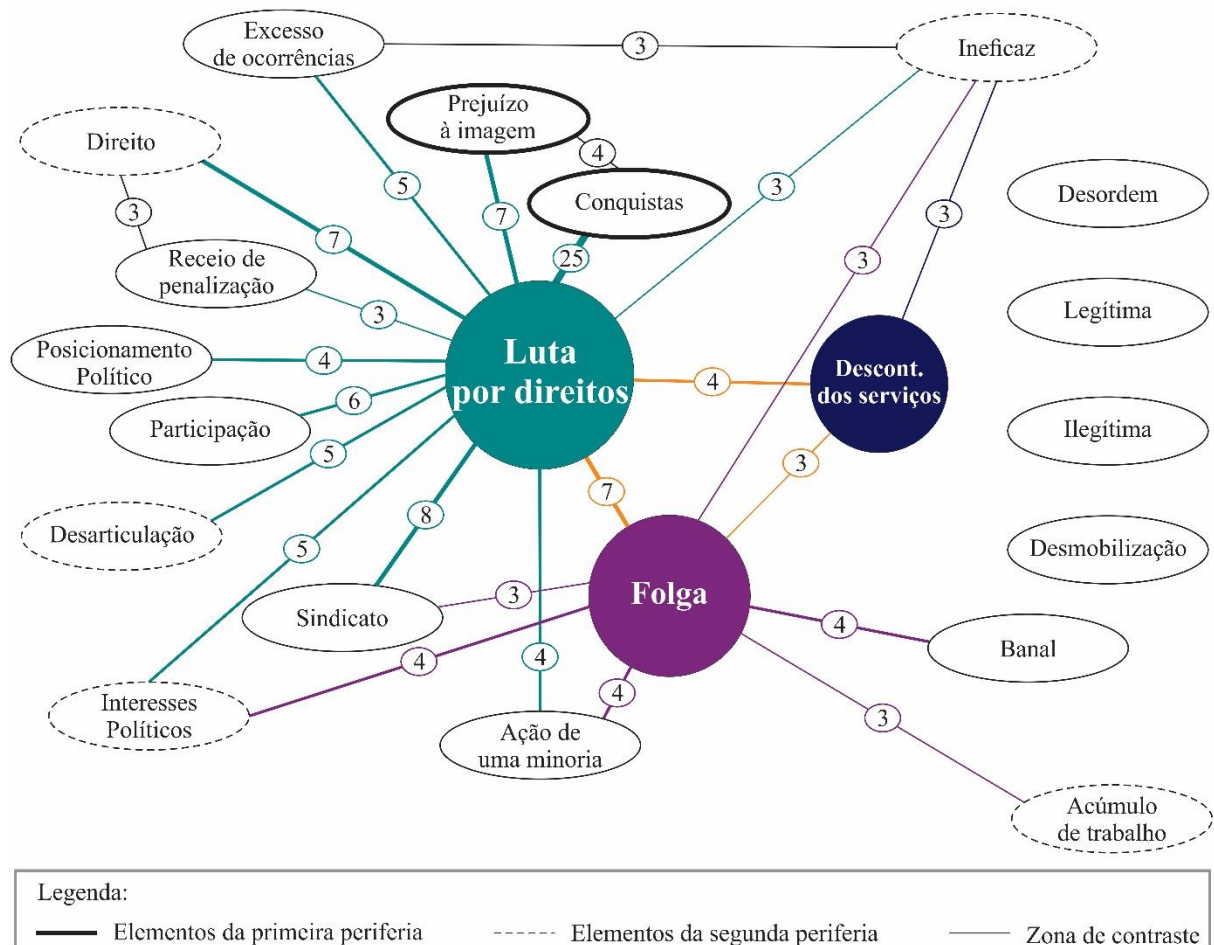 Excesso
de ocorrências
3
Ineficaz
Prejuízo
à imagem
Direito
4
5
3
Desordem
Conquistas
3
7
3
7
25
3
Receio de
penalização
Legítima
3
Luta
por direitos
Posicionamento
Político
4
4
Descont.
dos serviços
6
Participação
Ilegítima
5
3
7
8
Desarticulação
5
Desmobilização
3
Folga
Sindicato
4
Banal
4
4
4
Interesses
Políticos
3
Ação de
uma minoria
Acúmulo
de trabalho
Legenda:
Elementos da primeira periferia
Elementos da segunda periferia
Zona de contraste